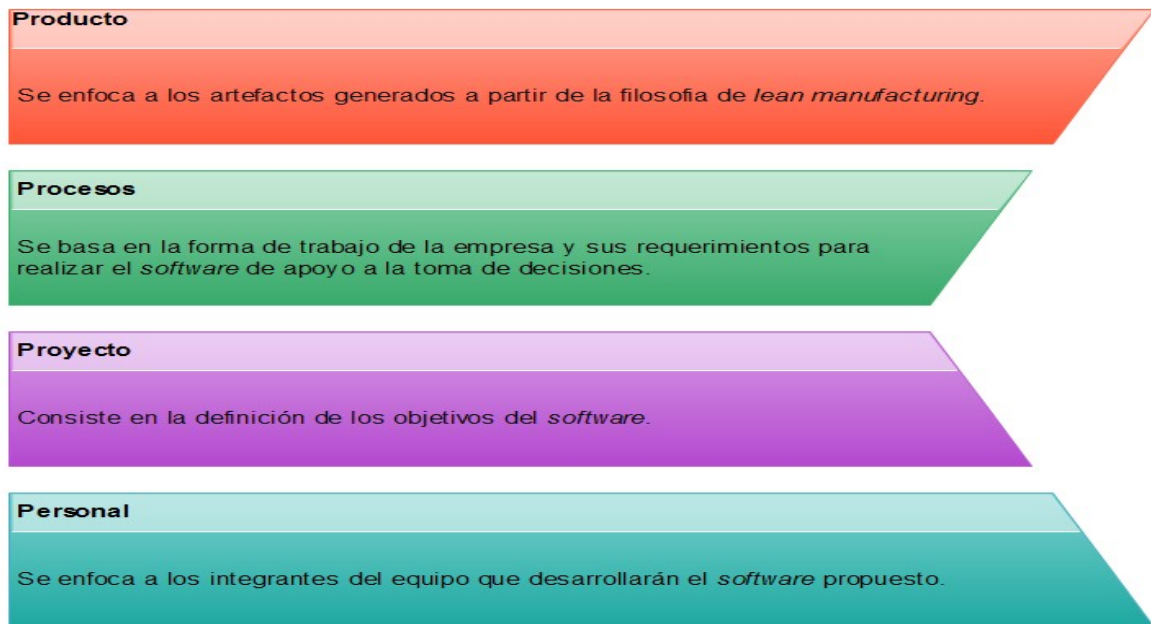 Producto
Se enfoca a los artefactos generados a partir de la filosofia de lean manufacturing.
Procesos
Se basa en la forma de trabajo de la empresa y sus requerimientos para
realizar el software de apoyo a la toma de decisiones.
Proyecto
Consiste en la definición de los objetivos del software.
Personal
Se enfoca a los integrantes del equipo que desarrollarán el software propuesto.